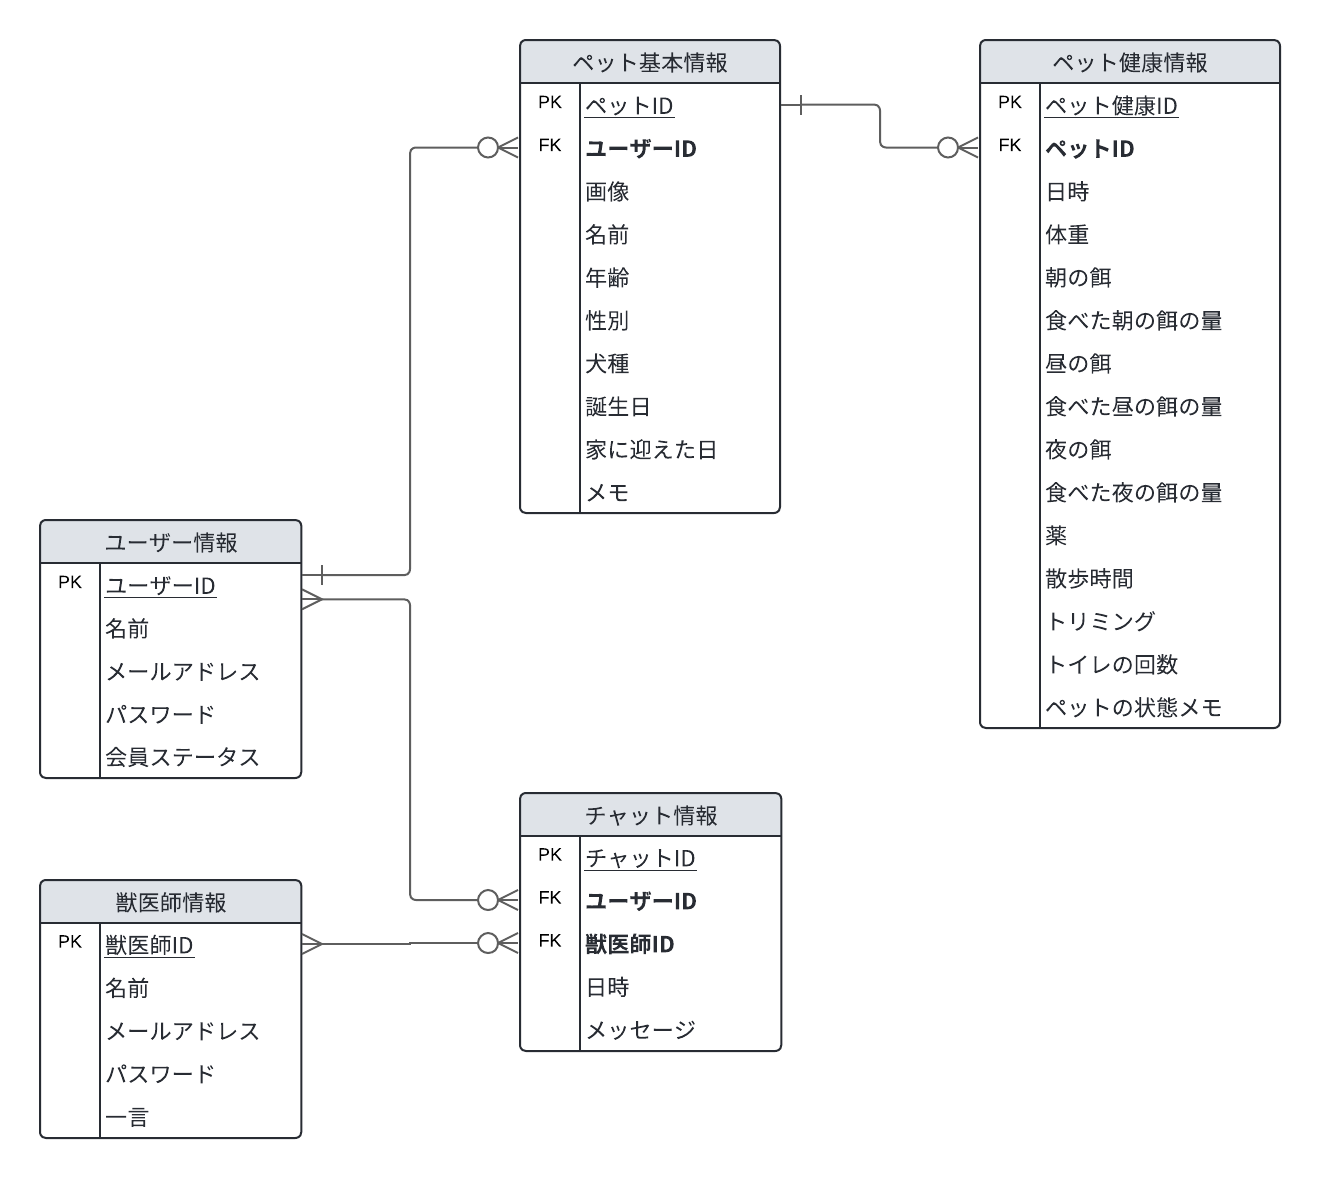 ペット基本情報
PK ペットID
FK ユーザーID
画像
名前
年齢
性別
犬種
誕生日
家に迎えた日
メモ
ペット健康情報
PK ペット健康ID
FK ペットID
日時
体重
朝の餌
食べた朝の餌の量
昼の餌
食べた昼の餌の量
夜の餌
食べた夜の餌の量
薬
散歩時間
トリミング
トイレの回数
ペットの状態メモ
ユーザー情報
PK ユーザーID
名前
メールアドレス
パスワード
会員ステータス
チャット情報
PK チャットID
FK ユーザーID
FK 獣医師ID
日時
メッセージ
獣医師情報
PK 獣医師ID
名前
メールアドレス
パスワード
一言